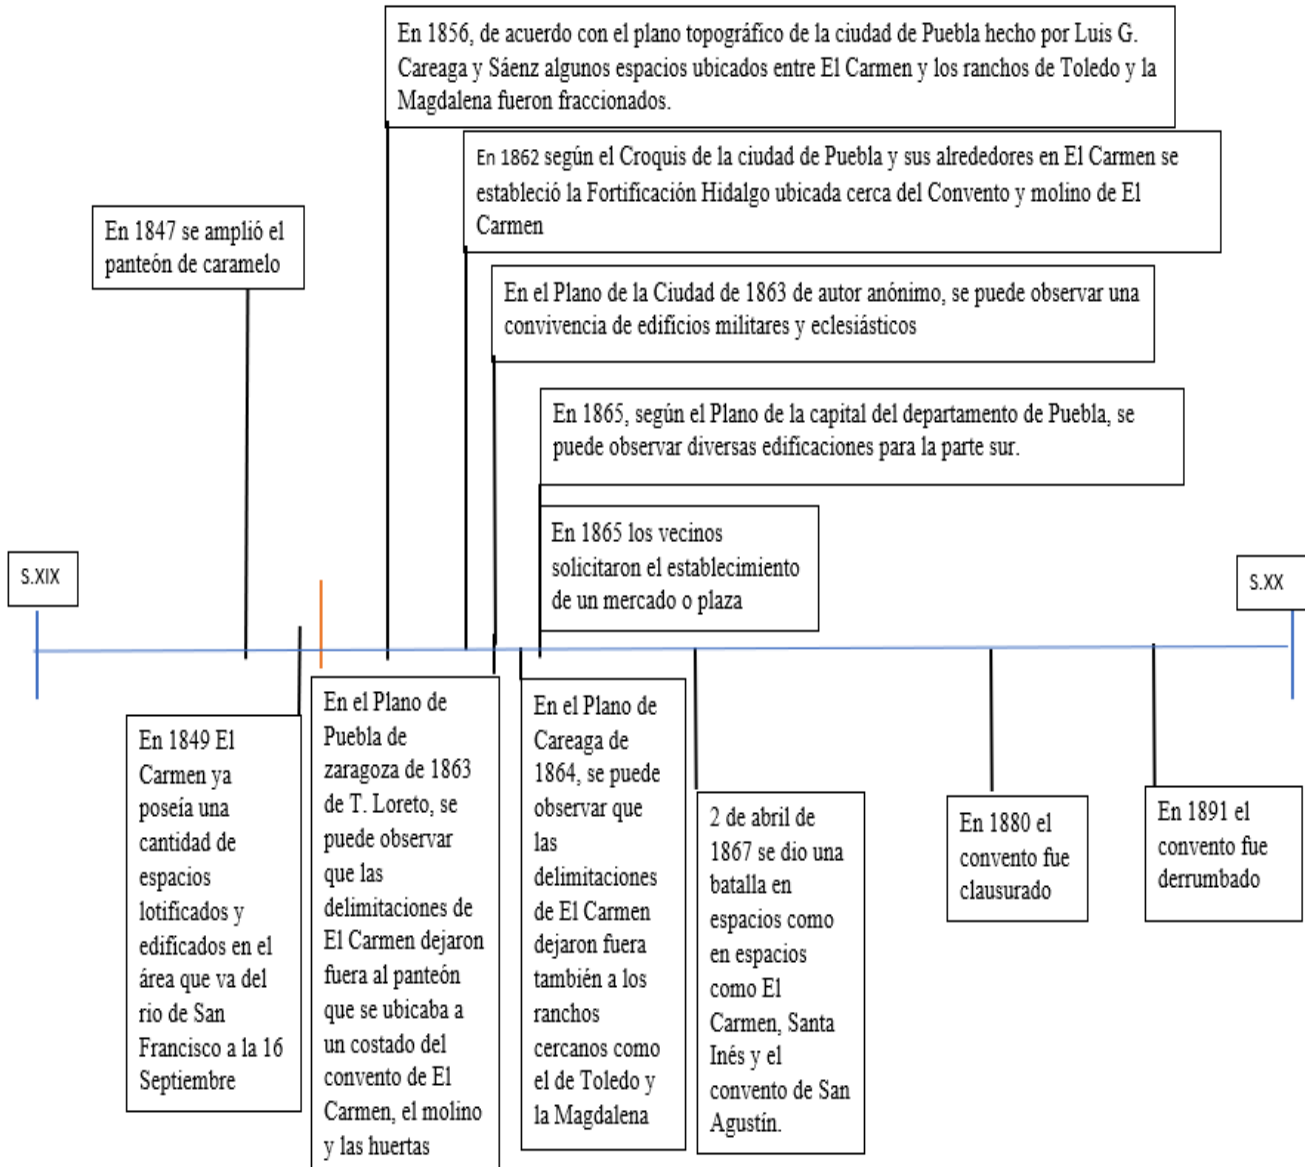 En 1856, de acuerdo con el plano topográfico de la ciudad de Puebla hecho por Luis G.
Careaga y Sáenz algunos espacios ubicados entre El Carmen y los ranchos de Toledo y la
Magdalena fueron fraccionados.
En 1862 según el Croquis de la ciudad de Puebla y sus alrededores en El Carmen se
estableció la Fortificación Hidalgo ubicada cerca del Convento y molino de El
Carmen
En 1847 se amplió el
panteón de caramelo
En el Plano de la Ciudad de 1863 de autor anónimo, se puede observar una
convivencia de edificios militares y eclesiásticos
En 1865, según el Plano de la capital del departamento de Puebla, se
puede observar diversas edificaciones para la parte sur.
En 1865 los vecinos
solicitaron el establecimiento
de un mercado o plaza
S.XIX
S.XX
En 1849 El
Carmen ya
poseía una
cantidad de
espacios
lotificados y
edificados en el
área que va del
rio de San
Francisco a la 16
Septiembre
En el Plano de
Puebla de
zaragoza de 1863
de T. Loreto, se
puede observar
que las
delimitaciones de
El Carmen dejaron
fuera al panteón
que se ubicaba a
un costado del
convento de El
Carmen, el molino
y las huertas
En el Plano de
Careaga de
1864, se puede
observar que
las
delimitaciones
de El Carmen
dejaron fuera
también a los
ranchos
cercanos como
el de Toledo y
la Magdalena
2 de abril de
1867 se dio una
batalla en
espacios como
en espacios
como El
Carmen, Santa
Inés y el
convento de San
Agustín.
En 1880 el
convento fue
clausurado
En 1891 el
convento fue
derrumbado